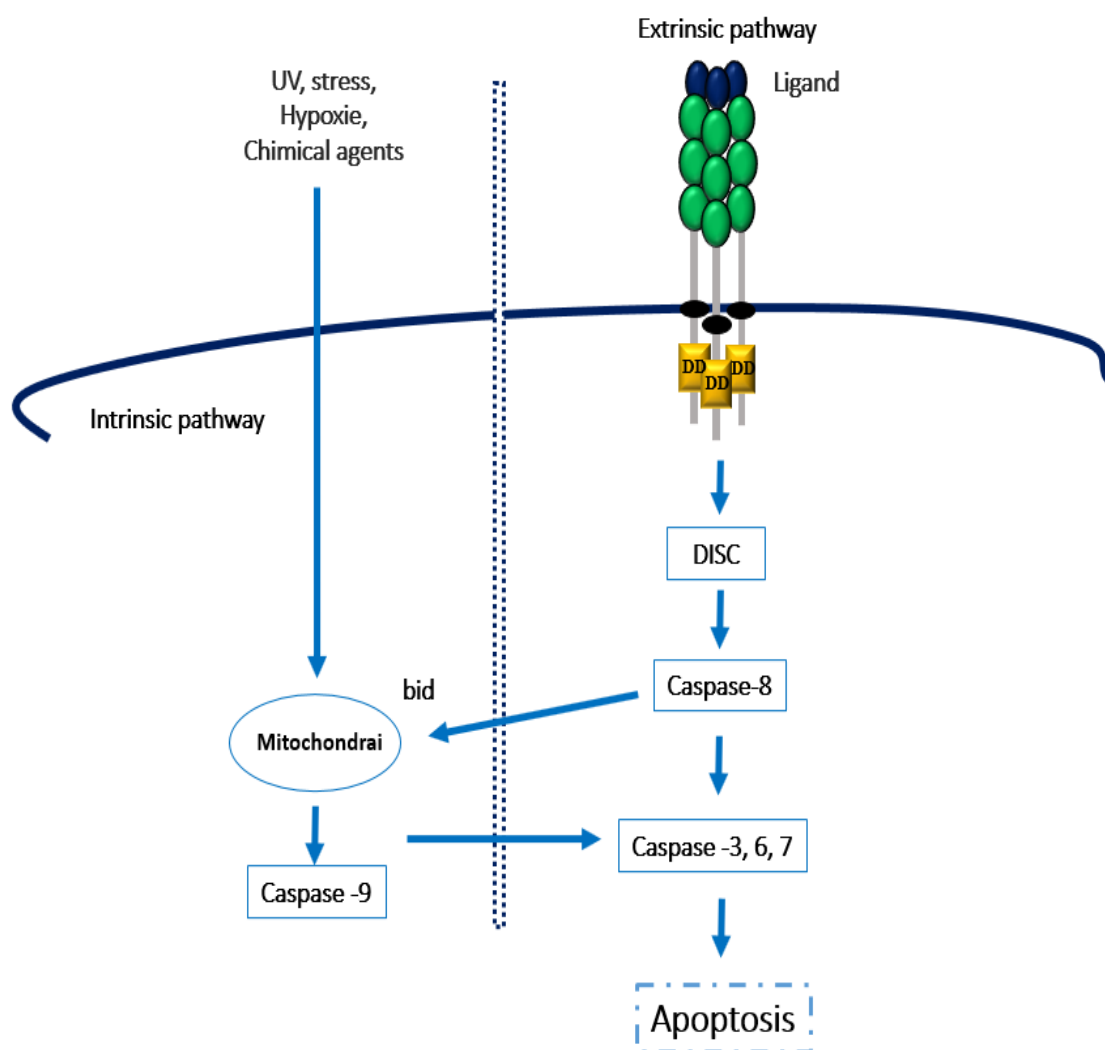 Extrinsic pathway
Ligand
UV, stress,
Hypoxie,
Chimical agents
DD
DD
DD
Intrinsic pathway
DISC
Caspase-8
bid
Mitochondrai
Caspase -3, 6, 7
Caspase -9
Apoptosis